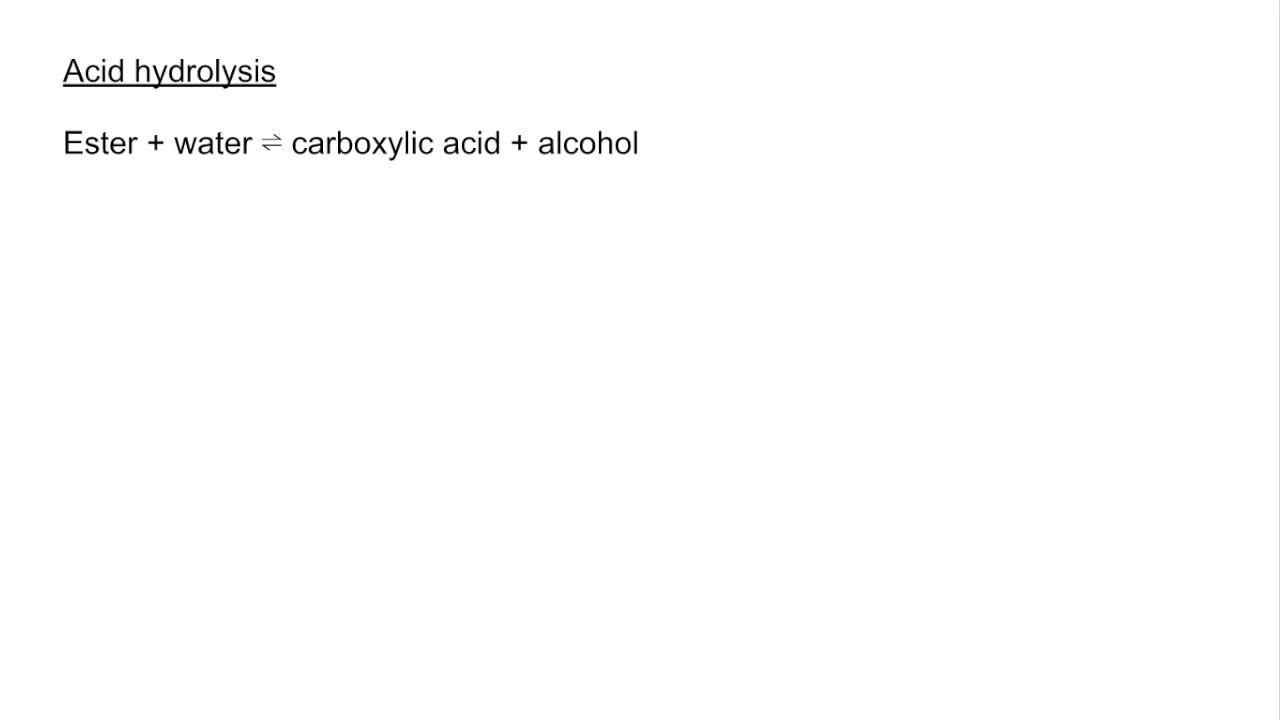 Acid hydrolysis
Ester + water ⇌ carboxylic acid + alcohol